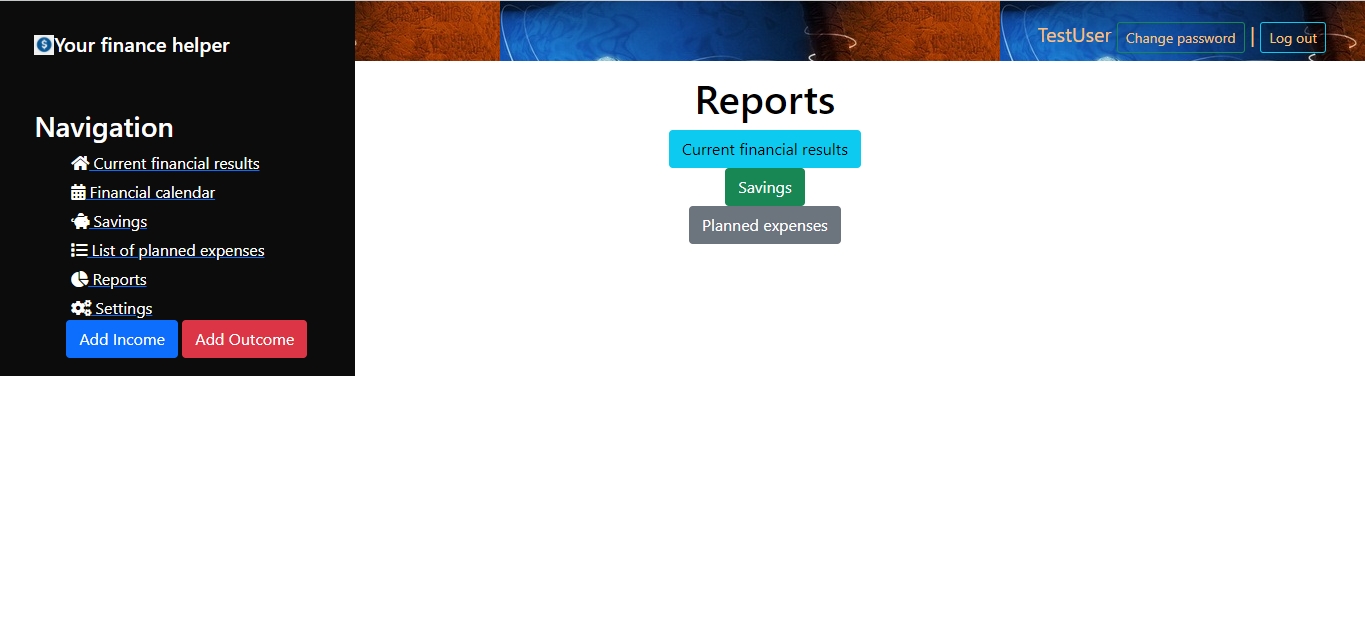 Your finance helper
TestUser Change password | Log out
Navigation
Current financial results
Financial calendar
Savings
List of planned expenses
Reports
Settings
Add Income Add Outcome
Reports
Current financial results
Savings
Planned expenses